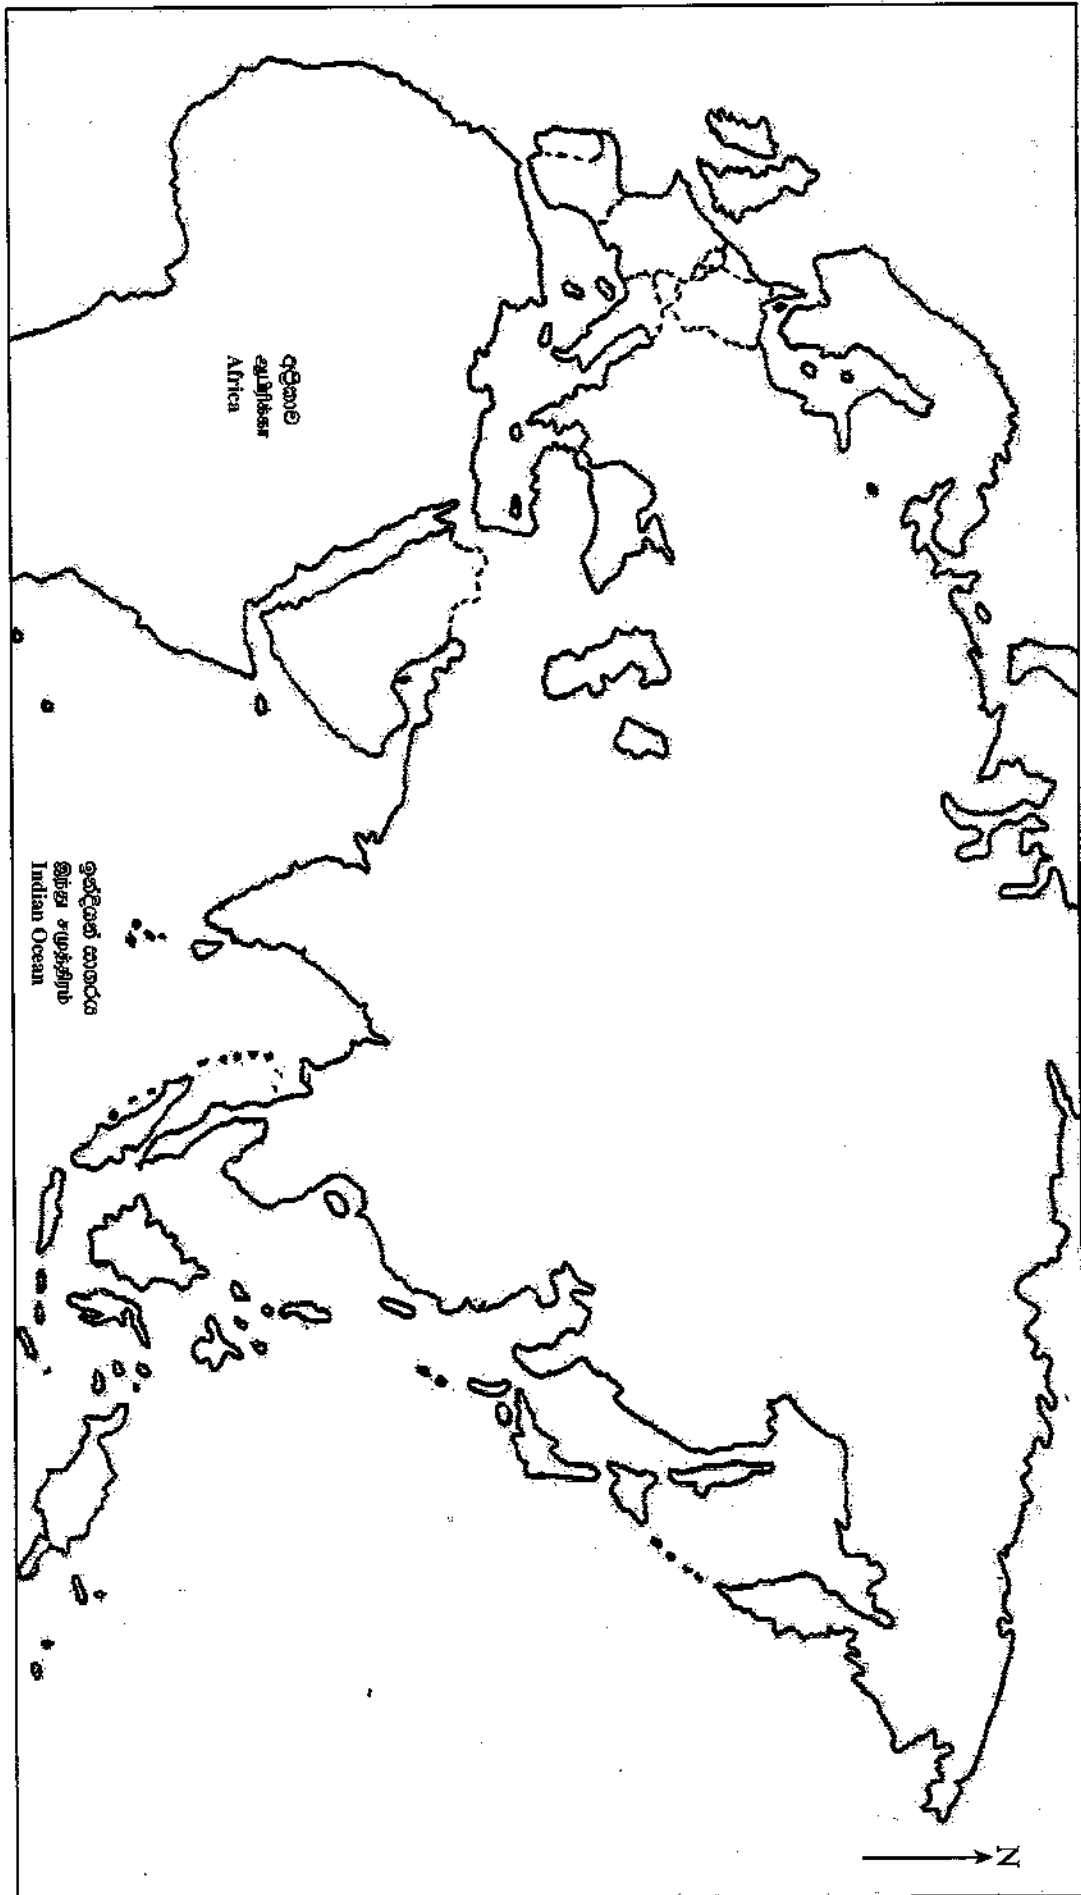 අප්‍රිකාව
ஆபிரிக்கா
Africa
ඉන්දියන් සාගරය
இந்து சமுத்திரம்
Indian Ocean
N